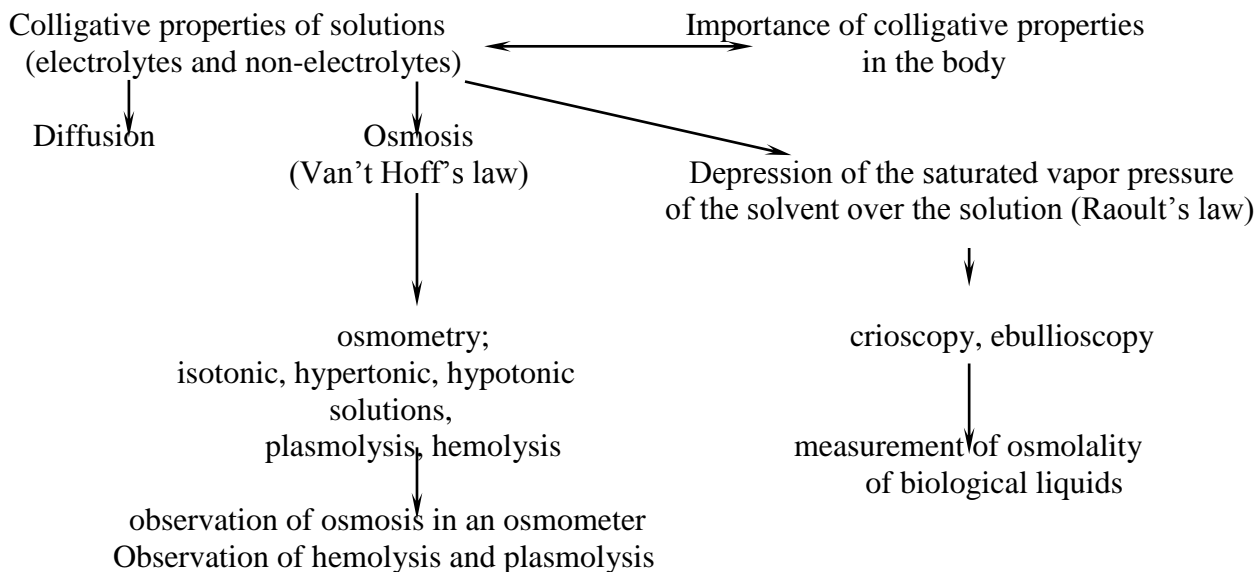 Colligative properties of solutions
(electrolytes and non-electrolytes)
Importance of colligative properties
in the body
Diffusion
Osmosis
(Van't Hoff's law)
Depression of the saturated vapor pressure
of the solvent over the solution (Raoult's law)
osmometry;
isotonic, hypertonic, hypotonic
solutions,
plasmolysis, hemolysis
crioscopy, ebullioscopy
measurement of osmolality
of biological liquids
observation of osmosis in an osmometer
Observation of hemolysis and plasmolysis